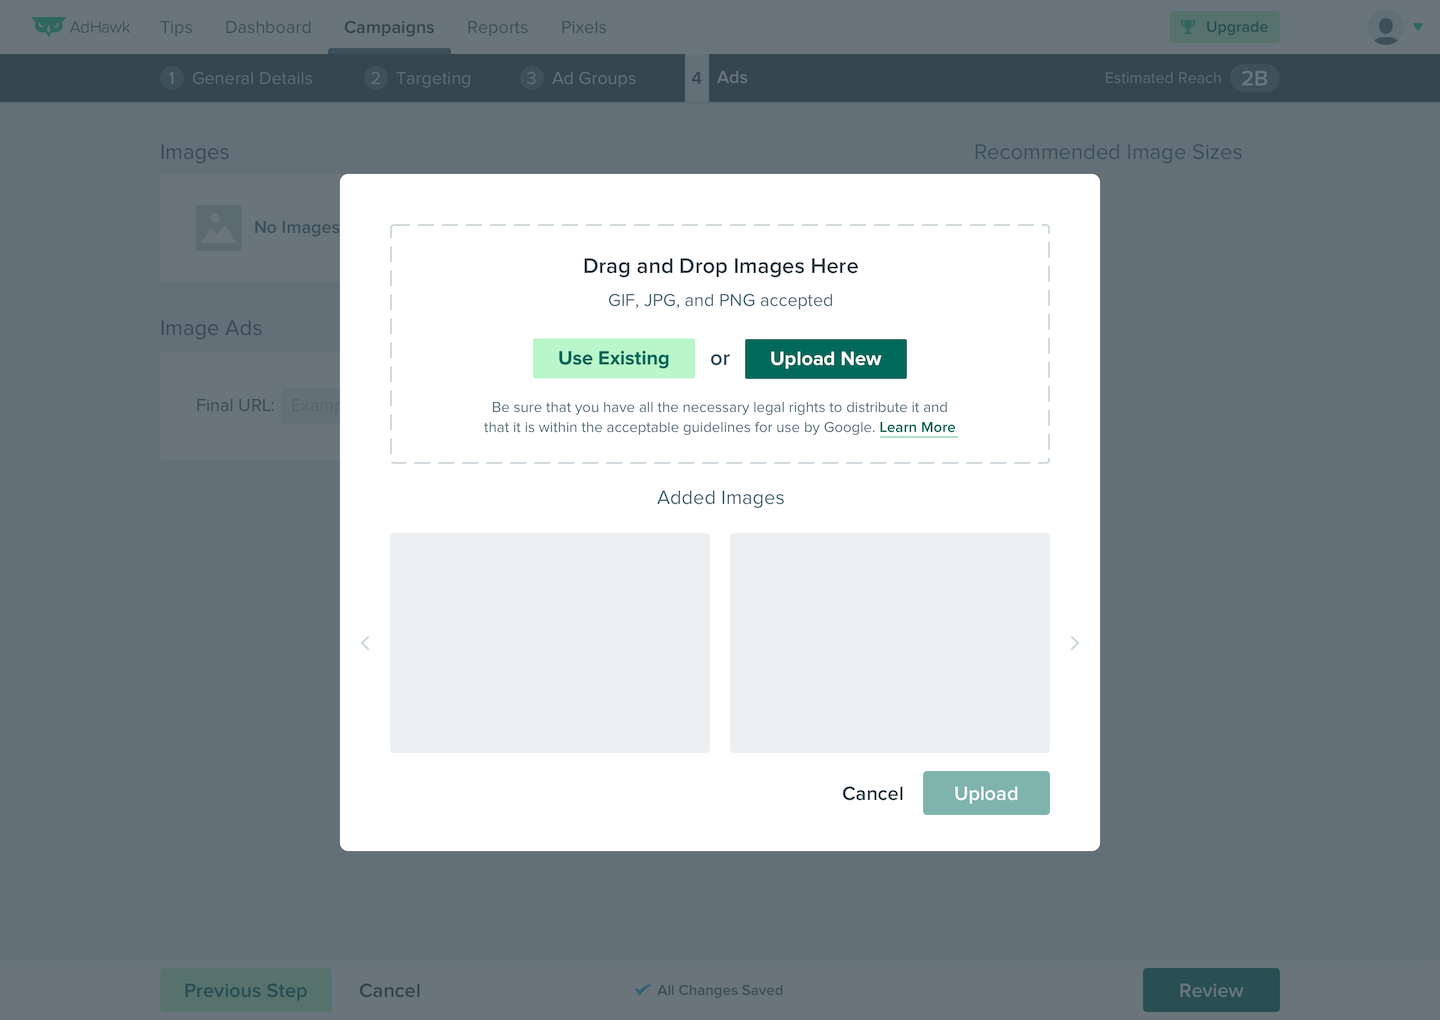 AdHawk Tips Dashboard Campaigns Reports Pixels Upgrade
1 General Details 2 Targeting 3 Ad Groups 4 Ads Estimated Reach 2B
Images Recommended Image Sizes
No Images
Image Ads
Final URL: Examp
Drag and Drop Images Here
GIF, JPG, and PNG accepted
Use Existing or Upload New
Be sure that you have all the necessary legal rights to distribute it and
that it is within the acceptable guidelines for use by Google. Learn More
Added Images
Cancel Upload
Previous Step Cancel All Changes Saved Review